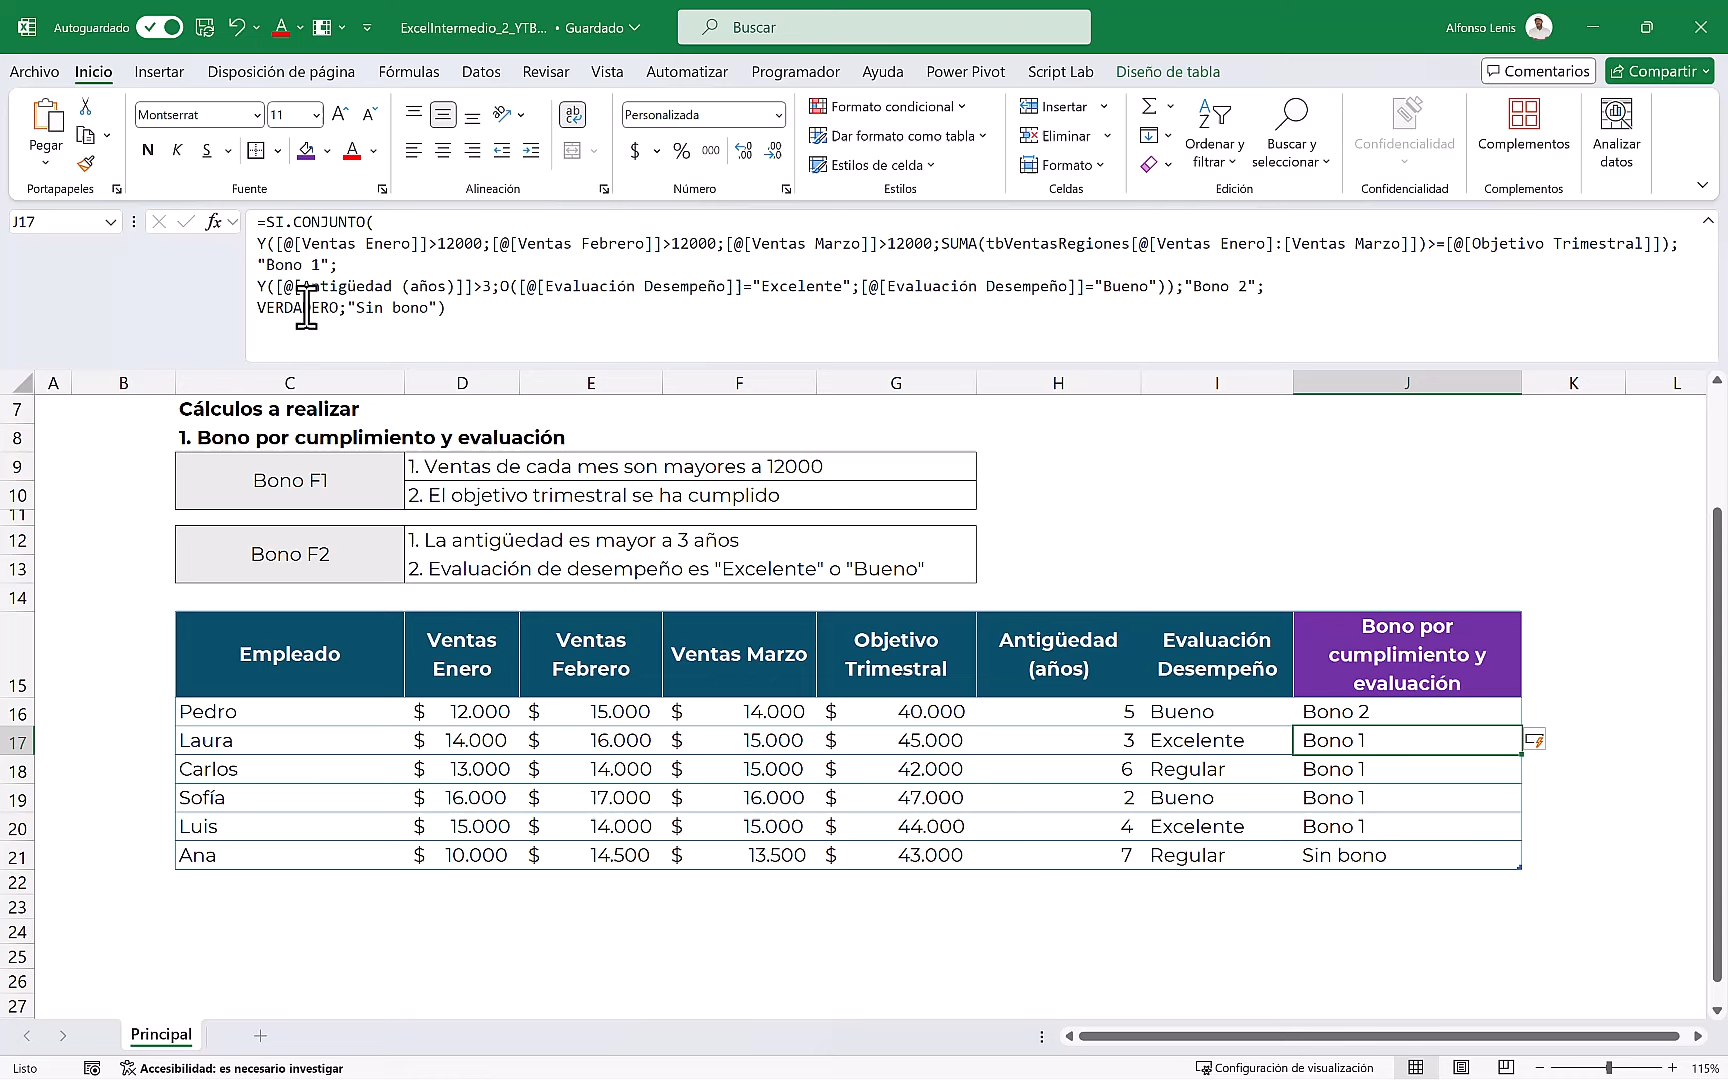 Autoguardado
ExcelIntermedio_2_YTB... • Guardado
Buscar
Alfonso Lenis
Archivo Inicio Insertar Disposición de página Fórmulas Datos Revisar Vista Automatizar Programador Ayuda Power Pivot Script Lab Diseño de tabla
Comentarios Compartir
Pegar
Portapapeles
Montserrat 11
N K S
Fuente
ab
Alineación
Personalizada
$ % 000
Número
Formato condicional
Dar formato como tabla
Estilos de celda
Estilos
Insertar
Eliminar
Formato
Celdas
Ordenar y filtrar
Buscar y seleccionar
Edición
Confidencialidad
Confidencialidad
Complementos
Complementos
Analizar datos
J17
fx
=SI.CONJUNTO(
Y([@[Ventas Enero]]>12000;[@[Ventas Febrero]]>12000;[@[Ventas Marzo]]>12000;SUMA(tbVentasRegiones[@[Ventas Enero]:[Ventas Marzo]])>=[@[Objetivo Trimestral]]);
"Bono 1";
Y([@[Antigüedad (años)]]>3;O([@[Evaluación Desempeño]]="Excelente";[@[Evaluación Desempeño]]="Bueno"));"Bono 2";
VERDADERO;"Sin bono")
A B C D E F G H I J K L
7 Cálculos a realizar
8 1. Bono por cumplimiento y evaluación
9 1. Ventas de cada mes son mayores a 12000
Bono F1
10 2. El objetivo trimestral se ha cumplido
11
12 1. La antigüedad es mayor a 3 años
Bono F2
13 2. Evaluación de desempeño es "Excelente" o "Bueno"
14
15 Empleado Ventas Enero Ventas Febrero Ventas Marzo Objetivo Trimestral Antigüedad (años) Evaluación Desempeño Bono por cumplimiento y evaluación
16 Pedro $ 12.000 $ 15.000 $ 14.000 $ 40.000 5 Bueno Bono 2
17 Laura $ 14.000 $ 16.000 $ 15.000 $ 45.000 3 Excelente Bono 1
18 Carlos $ 13.000 $ 14.000 $ 15.000 $ 42.000 6 Regular Bono 1
19 Sofía $ 16.000 $ 17.000 $ 16.000 $ 47.000 2 Bueno Bono 1
20 Luis $ 15.000 $ 14.000 $ 15.000 $ 44.000 4 Excelente Bono 1
21 Ana $ 10.000 $ 14.500 $ 13.500 $ 43.000 7 Regular Sin bono
22
23
24
25
26
27
Principal
Listo
Accesibilidad: es necesario investigar
Configuración de visualización
115%